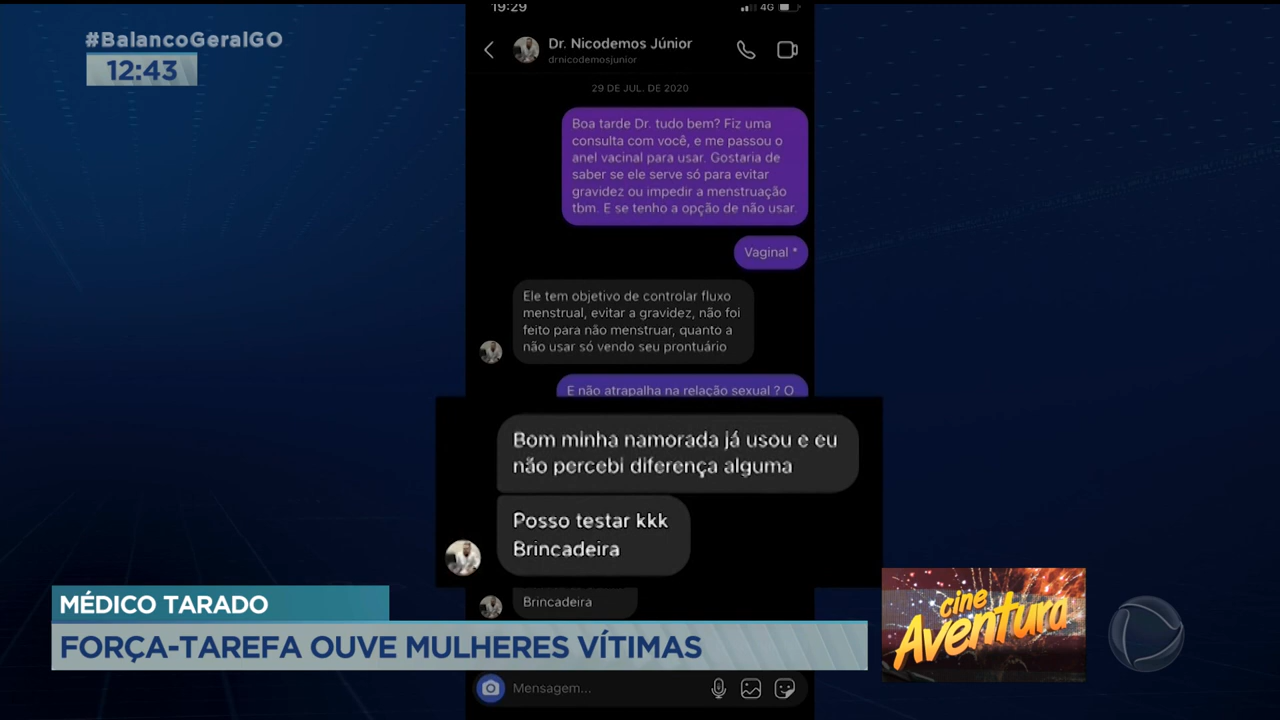 #BalancoGeralGO
12:43
19:29
4G
Dr. Nicodemos Júnior
drnicodemosjunior
29 DE JUL. DE 2020
Boa tarde Dr. tudo bem? Fiz uma
consulta com você, e me passou o
anel vacinal para usar. Gostaria de
saber se ele serve só para evitar
gravidez ou impedir a menstruação
tbm. E se tenho a opção de não usar.
Vaginal *
Ele tem objetivo de controlar fluxo
menstrual, evitar a gravidez, não foi
feito para não menstruar, quanto a
não usar só vendo seu prontuário
E não atrapalha na relação sexual ? O
Bom minha namorada já usou e eu
não percebi diferença alguma
Posso testar kkk
Brincadeira
Brincadeira
Mensagem...
MÉDICO TARADO
FORÇA-TAREFA OUVE MULHERES VÍTIMAS
cine
Aventura